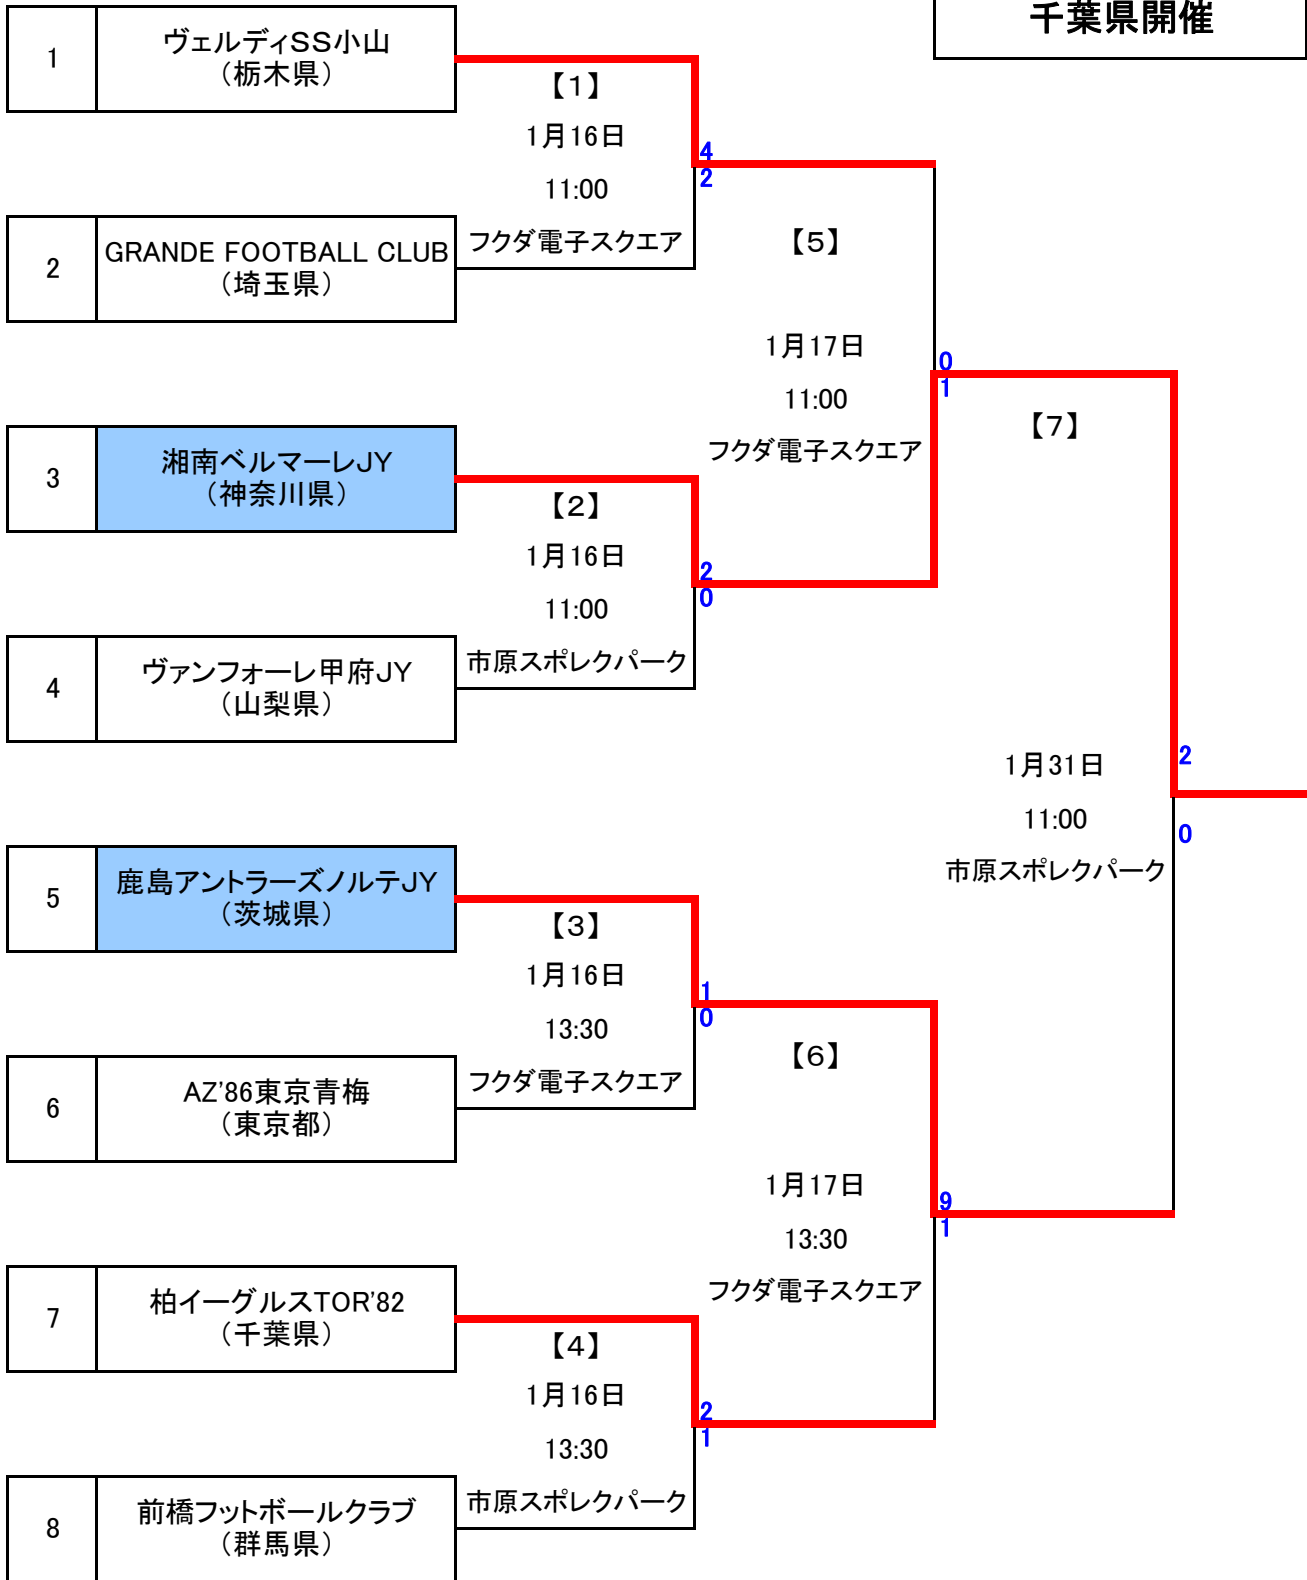 千葉県開催
1
ヴェルディSS小山
（栃木県）
【1】
1月16日
11:00
フクダ電子スクエア
4
2
2
GRANDE FOOTBALL CLUB
（埼玉県）
【5】
1月17日
11:00
フクダ電子スクエア
0
1
3
湘南ベルマーレJY
（神奈川県）
【2】
1月16日
11:00
市原スポレクパーク
2
0
4
ヴァンフォーレ甲府JY
（山梨県）
【7】
1月31日
11:00
市原スポレクパーク
2
0
5
鹿島アントラーズノルテJY
（茨城県）
【3】
1月16日
13:30
フクダ電子スクエア
1
0
6
AZ'86東京青梅
（東京都）
【6】
1月17日
13:30
フクダ電子スクエア
9
1
7
柏イーグルスTOR'82
（千葉県）
【4】
1月16日
13:30
市原スポレクパーク
2
1
8
前橋フットボールクラブ
（群馬県）